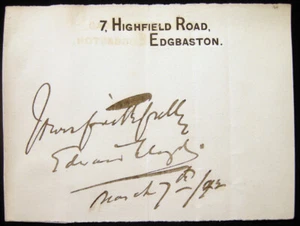 7, HIGHFIELD ROAD,
EDGBASTON.
Yours faithfully
Edward Lloyd.
March 7th/92